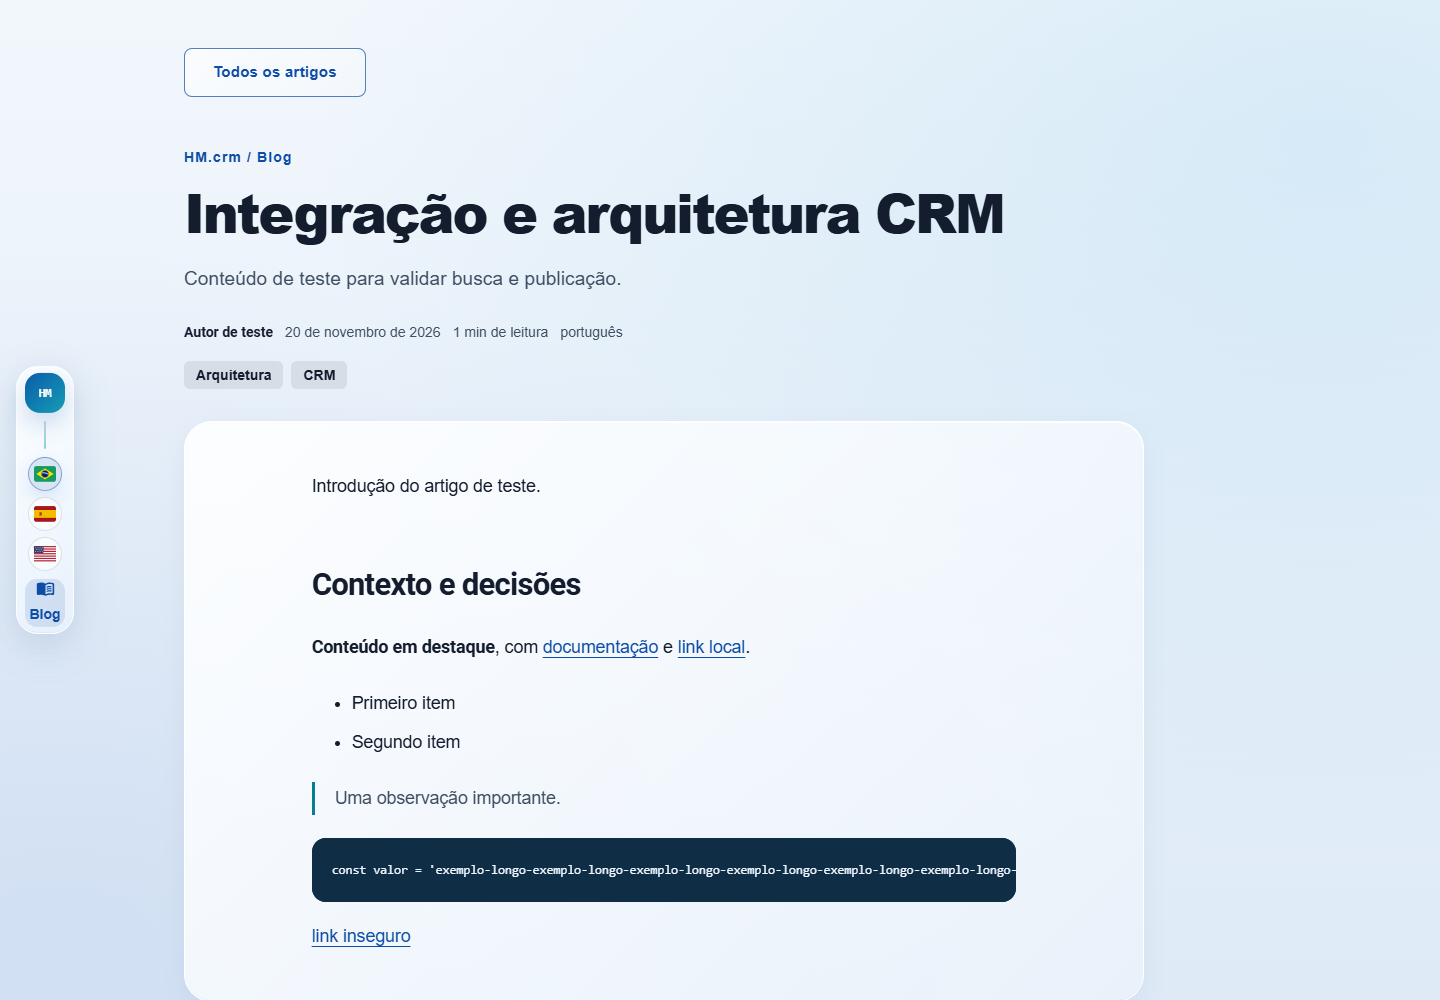 Todos os artigos
HM.crm / Blog
Integração e arquitetura CRM
Conteúdo de teste para validar busca e publicação.
Autor de teste 20 de novembro de 2026 1 min de leitura português
Arquitetura CRM
HM
Blog
Introdução do artigo de teste.
Contexto e decisões
Conteúdo em destaque, com documentação e link local.
Primeiro item
Segundo item
Uma observação importante.
const valor = 'exemplo-longo-exemplo-longo-exemplo-longo-exemplo-longo-exemplo-longo-exemplo-longo-
link inseguro